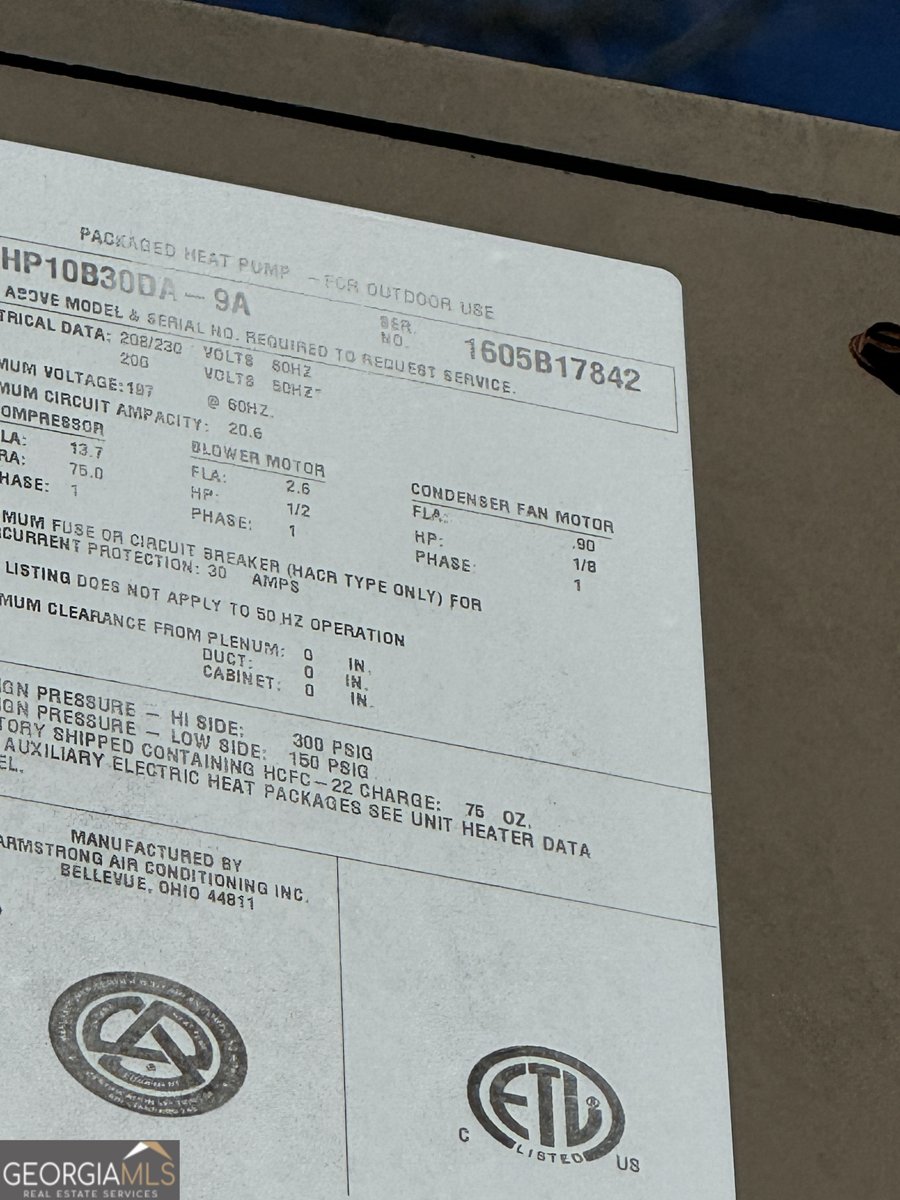 PACKAGED HEAT PUMP - FOR OUTDOOR USE
HP10B30DA-9A
SER. NO. 1605B17842
ABOVE MODEL & SERIAL NO. REQUIRED TO REQUEST SERVICE.
TRICAL DATA: 208/230 VOLTS 60HZ
200 VOLTS 50HZ
MUM VOLTAGE: 197 @ 60HZ.
MUM CIRCUIT AMPACITY: 20.6
OMPRESSOR
LA: 13.7
RA: 75.0
HASE: 1
BLOWER MOTOR
FLA: 2.6
HP: 1/2
PHASE: 1
CONDENSER FAN MOTOR
FLA: .90
HP: 1/8
PHASE: 1
MUM FUSE OR CIRCUIT BREAKER (HACR TYPE ONLY) FOR
RCURRENT PROTECTION: 30 AMPS
LISTING DOES NOT APPLY TO 50 HZ OPERATION
MUM CLEARANCE FROM PLENUM: 0 IN.
DUCT: 0 IN.
CABINET: 0 IN.
IGN PRESSURE - HI SIDE: 300 PSIG
IGN PRESSURE - LOW SIDE: 150 PSIG
TORY SHIPPED CONTAINING HCFC-22 CHARGE: 75 OZ.
AUXILIARY ELECTRIC HEAT PACKAGES SEE UNIT HEATER DATA
EL.
MANUFACTURED BY
ARMSTRONG AIR CONDITIONING INC.
BELLEVUE, OHIO 44811
ETL®
C LISTED US
GEORGIAMLS
REAL ESTATE SERVICES